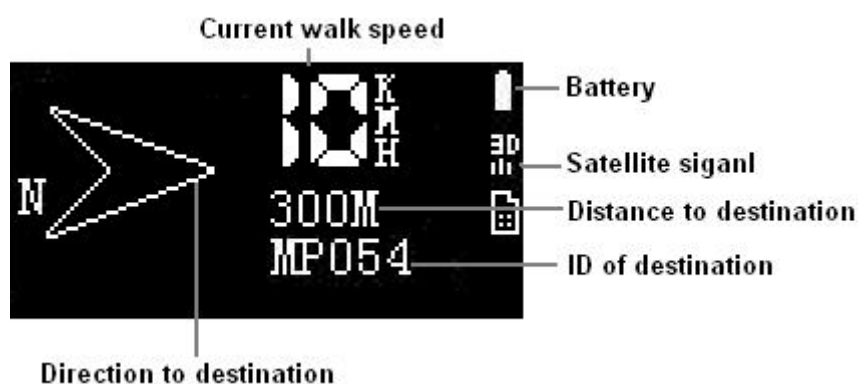 Current walk speed
10 KMH
Battery
3D
Satellite siganl
N
300M
Distance to destination
MP054
ID of destination
Direction to destination